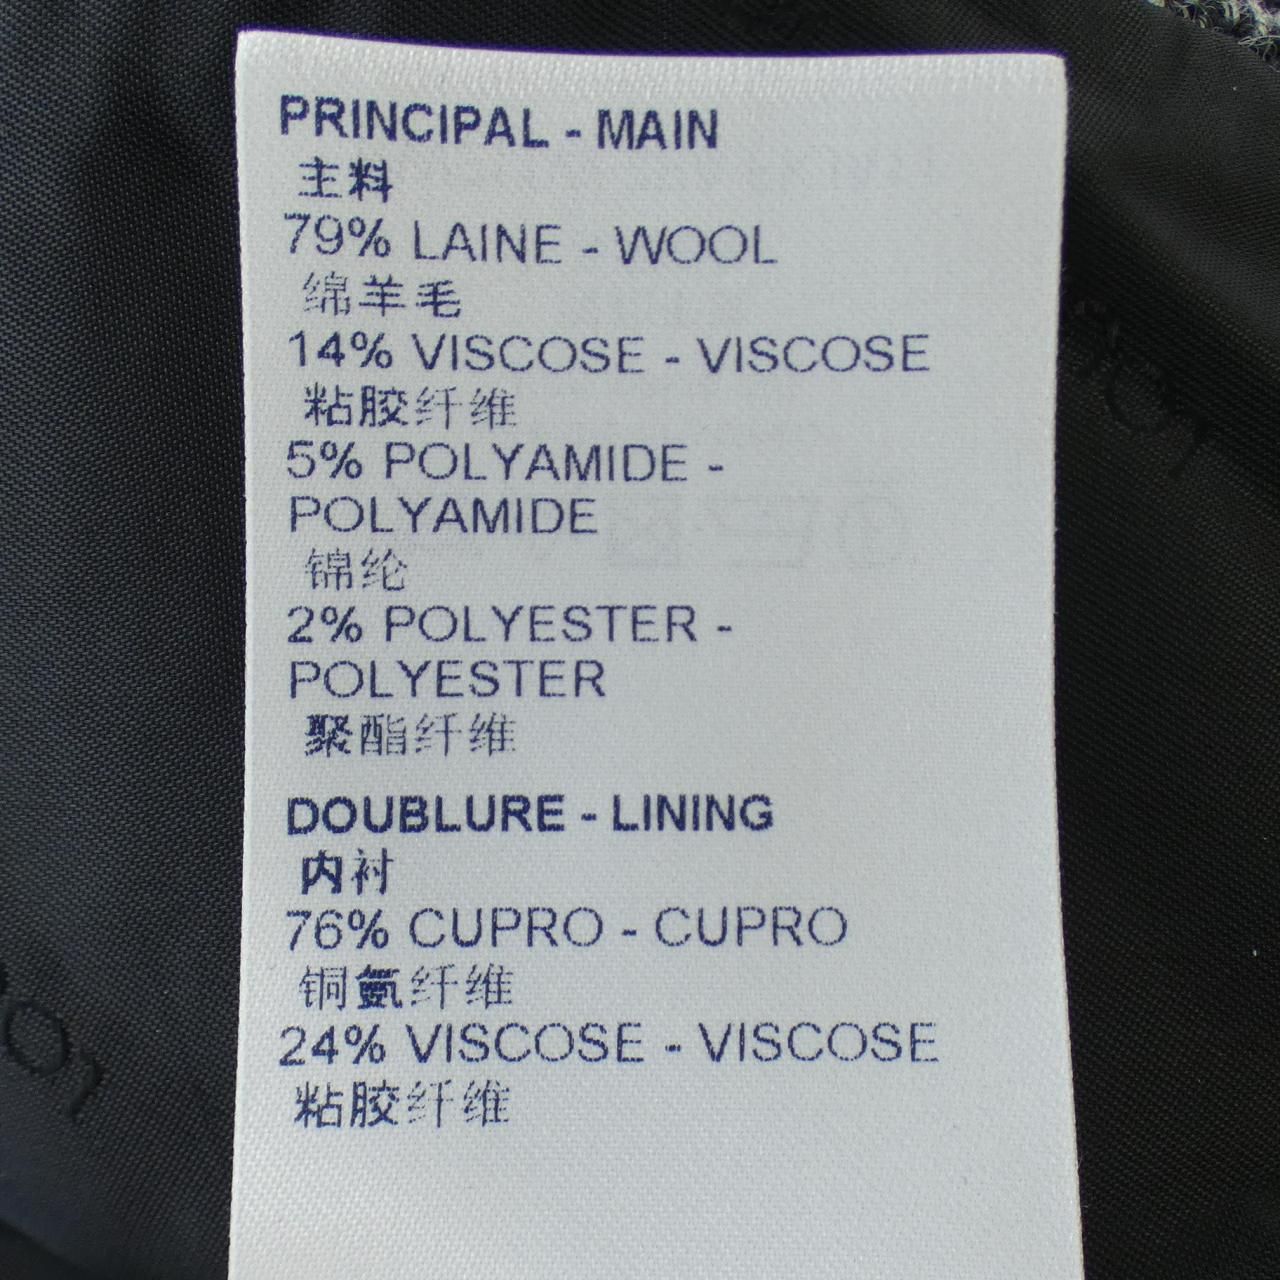 PRINCIPAL - MAIN
主料
79% LAINE - WOOL
绵羊毛
14% VISCOSE - VISCOSE
粘胶纤维
5% POLYAMIDE -
POLYAMIDE
锦纶
2% POLYESTER -
POLYESTER
聚酯纤维
DOUBLURE - LINING
内衬
76% CUPRO - CUPRO
铜氨纤维
24% VISCOSE - VISCOSE
粘胶纤维